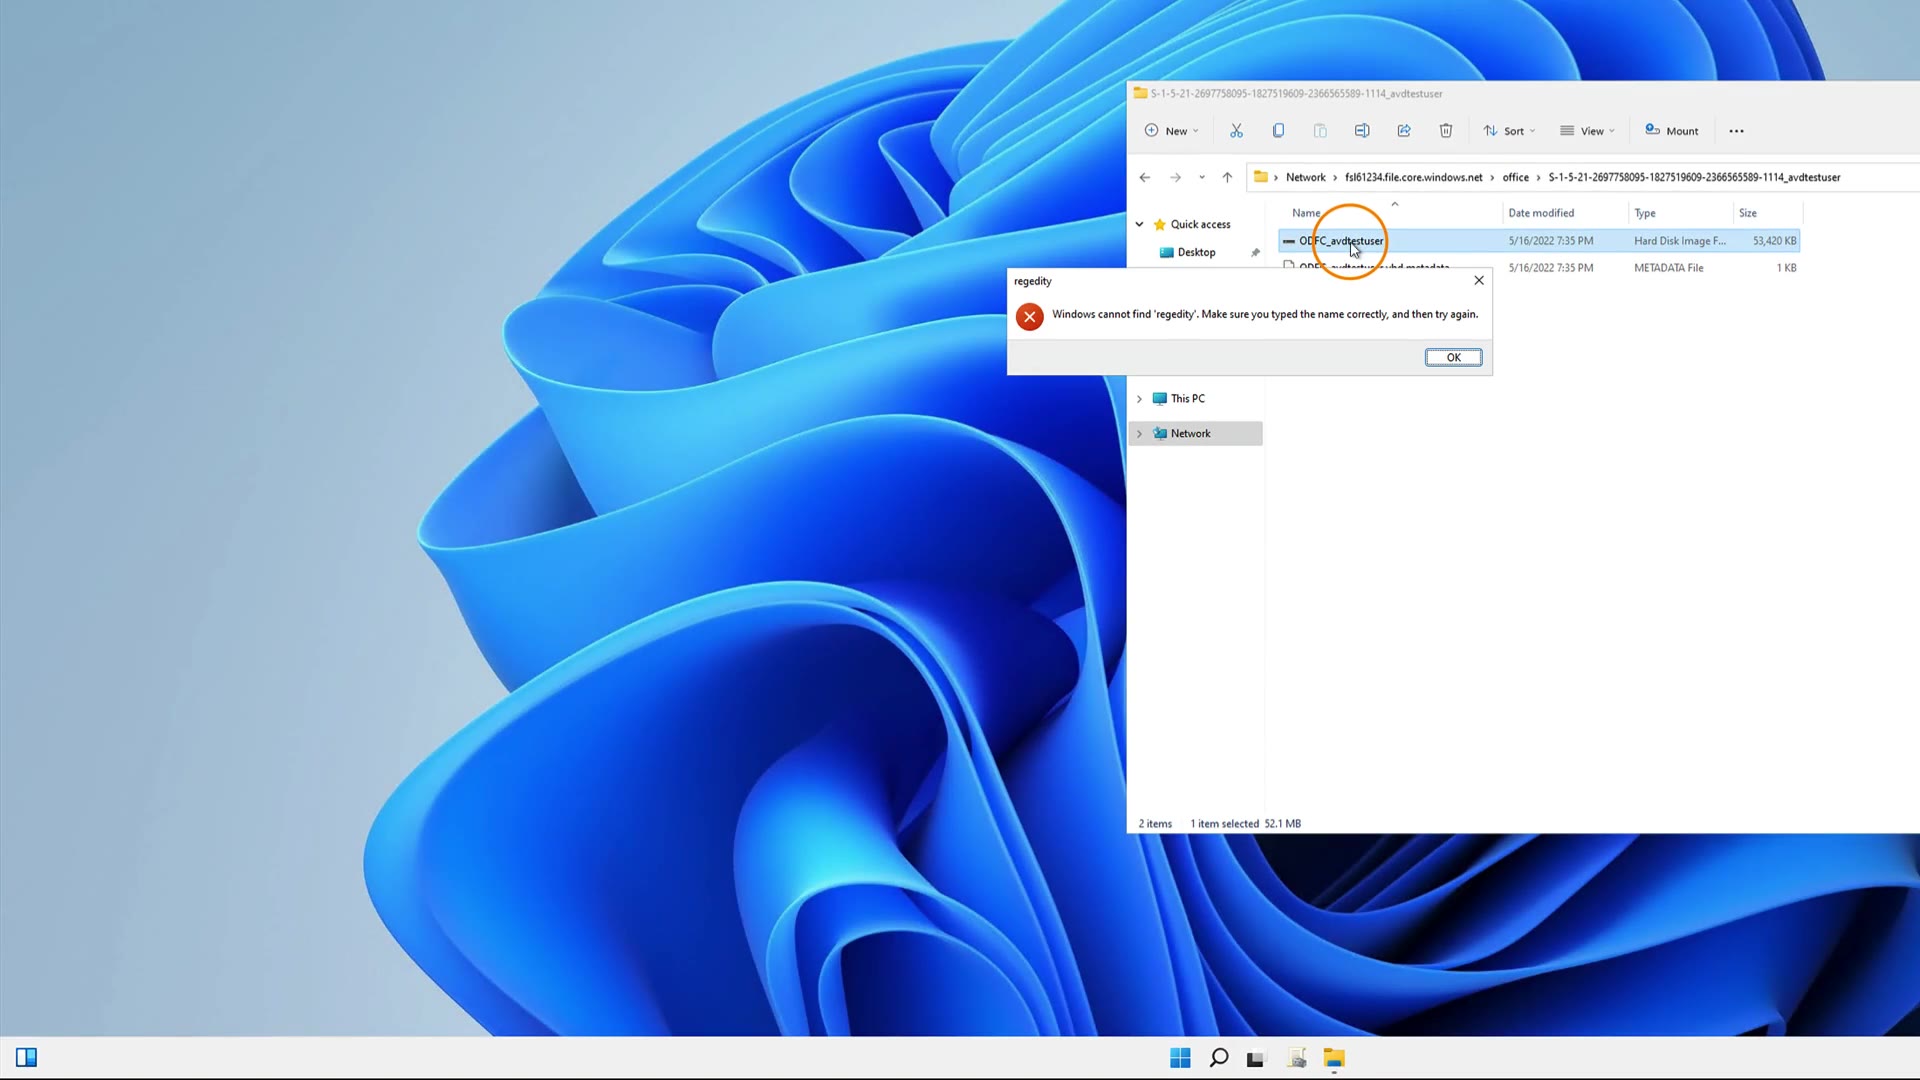 S-1-5-21-2697758095-1827519609-2366565589-1114_avdtestuser
New Sort View Mount
Network fsl61234.file.core.windows.net office S-1-5-21-2697758095-1827519609-2366565589-1114_avdtestuser
Name Date modified Type Size
Quick access
ODFC_avdtestuser 5/16/2022 7:35 PM Hard Disk Image F... 53,420 KB
Desktop
ODFC_avdtestuser.vhd.metadata 5/16/2022 7:35 PM METADATA File 1 KB
regedity
Windows cannot find 'regedity'. Make sure you typed the name correctly, and then try again.
OK
This PC
Network
2 items 1 item selected 52.1 MB